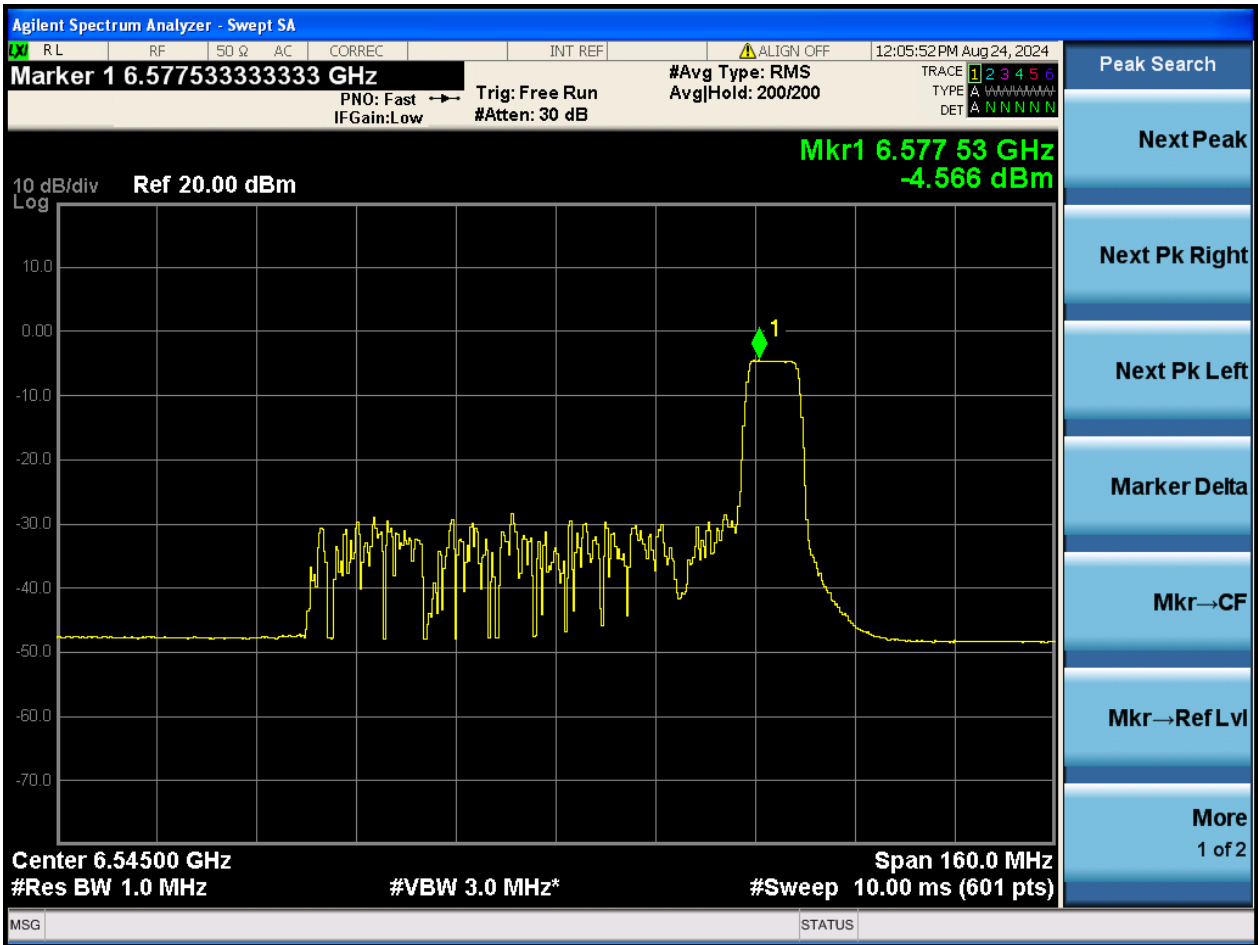 Agilent Spectrum Analyzer - Swept SA
LXI RL RF 50 Ω AC CORREC INT REF ALIGN OFF 12:05:52 PM Aug 24, 2024
Marker 1 6.577533333333 GHz
PNO: Fast
IFGain:Low
Trig: Free Run
#Atten: 30 dB
#Avg Type: RMS
Avg|Hold: 200/200
TRACE 1 2 3 4 5 6
TYPE A
DET A N N N N N
Mkr1 6.577 53 GHz
-4.566 dBm
10 dB/div Ref 20.00 dBm
Log
1
10.0
0.00
-10.0
-20.0
-30.0
-40.0
-50.0
-60.0
-70.0
Center 6.54500 GHz Span 160.0 MHz
#Res BW 1.0 MHz #VBW 3.0 MHz* #Sweep 10.00 ms (601 pts)
MSG STATUS
Peak Search
Next Peak
Next Pk Right
Next Pk Left
Marker Delta
Mkr→CF
Mkr→Ref Lvl
More
1 of 2